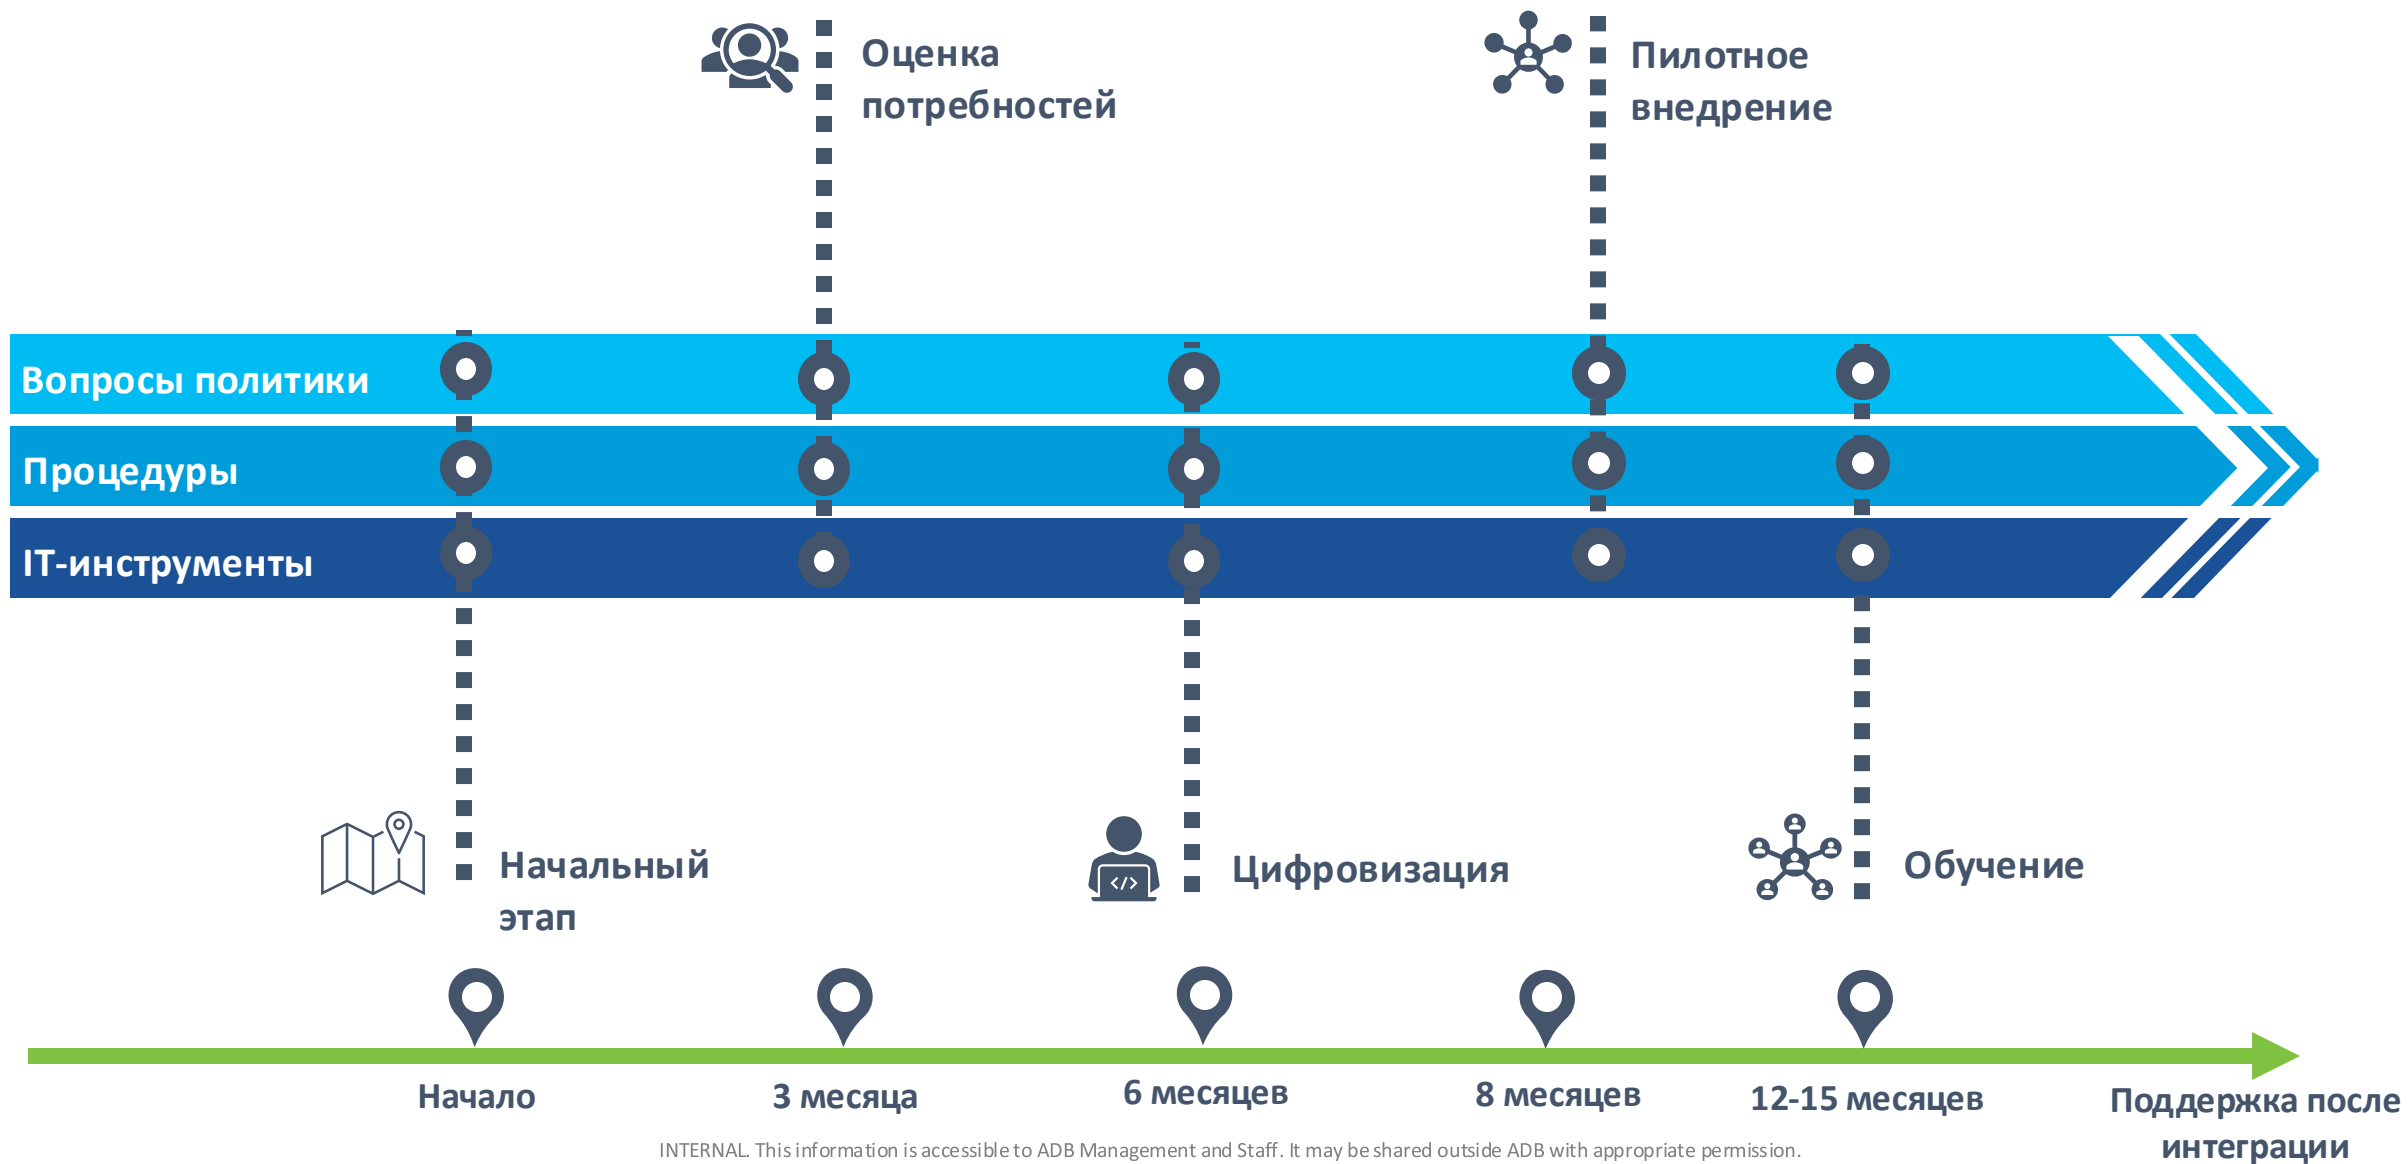 Оценка
потребностей
Пилотное
внедрение
Вопросы политики
Процедуры
IT-инструменты
Начальный
этап
Цифровизация
Обучение
Начало
3 месяца
6 месяцев
8 месяцев
12-15 месяцев
Поддержка после
интеграции
INTERNAL. This information is accessible to ADB Management and Staff. It may be shared outside ADB with appropriate permission.